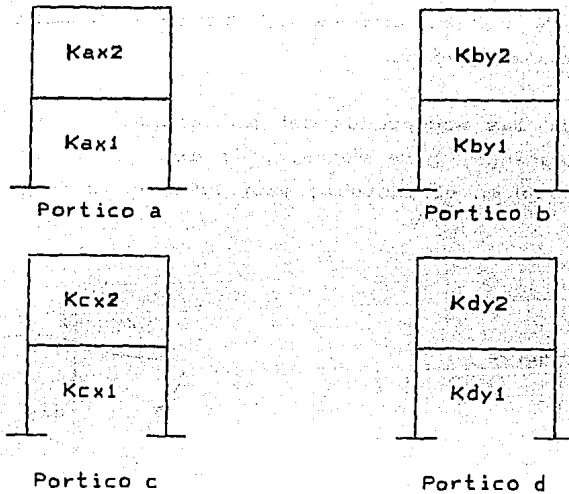 Kax2
Kby2
Kax1
Kby1
Portico a
Portico b
Kcx2
Kdy2
Kcx1
Kdy1
Portico c
Portico d